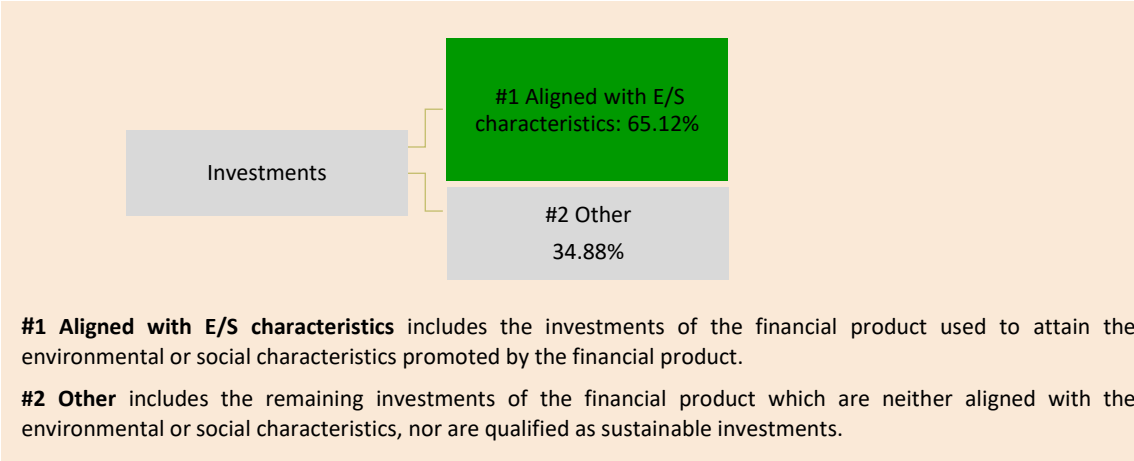 #1 Aligned with E/S
characteristics: 65.12%
Investments
#2 Other
34.88%
#1 Aligned with E/S characteristics includes the investments of the financial product used to attain the
environmental or social characteristics promoted by the financial product.
#2 Other includes the remaining investments of the financial product which are neither aligned with the
environmental or social characteristics, nor are qualified as sustainable investments.